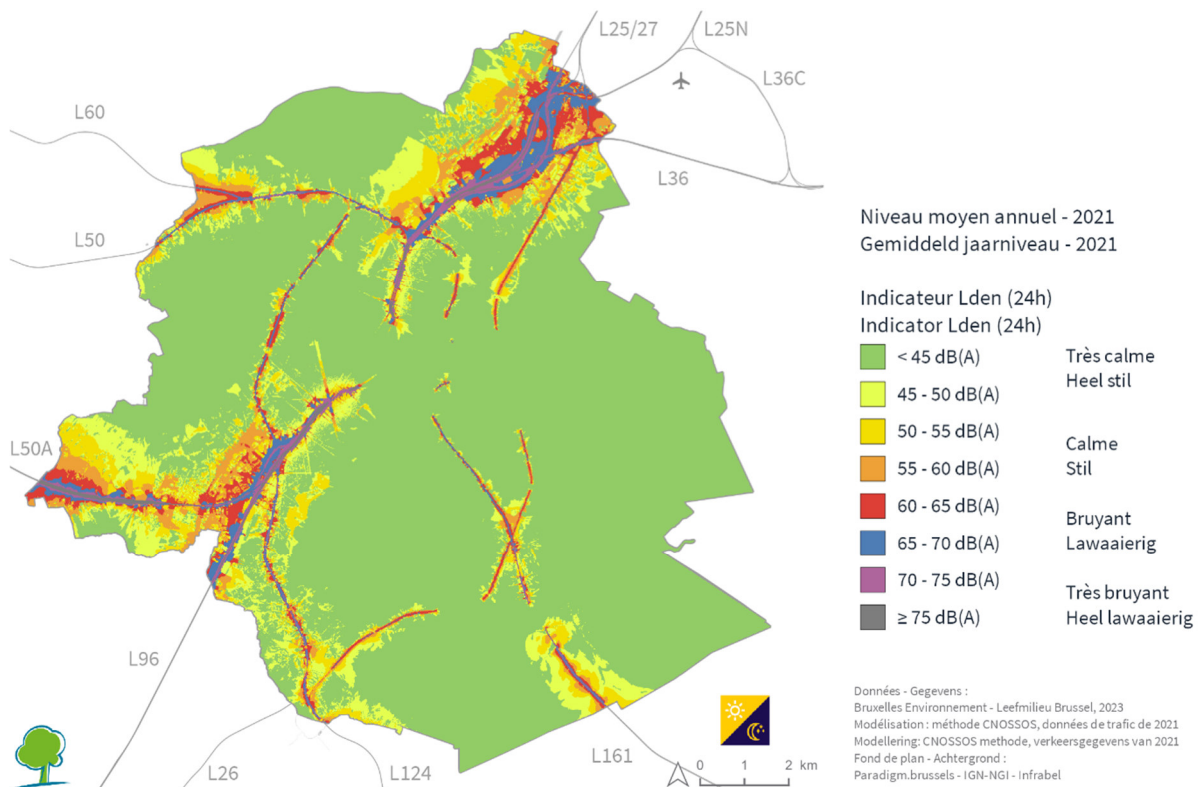 L25/27
L25N
L36C
L60
L36
L50
L50A
L96
L26
L124
L161
0 1 2 km
Niveau moyen annuel - 2021
Gemiddeld jaarniveau - 2021
Indicateur Lden (24h)
Indicator Lden (24h)
< 45 dB(A)
Très calme
Heel stil
45 - 50 dB(A)
50 - 55 dB(A)
Calme
Stil
55 - 60 dB(A)
60 - 65 dB(A)
Bruyant
Lawaaierig
65 - 70 dB(A)
70 - 75 dB(A)
Très bruyant
Heel lawaaierig
≥ 75 dB(A)
Données - Gegevens :
Bruxelles Environnement - Leefmilieu Brussel, 2023
Modélisation : méthode CNOSSOS, données de trafic de 2021
Modellering: CNOSSOS methode, verkeersgegevens van 2021
Fond de plan - Achtergrond :
Paradigm.brussels - IGN-NGI - Infrabel